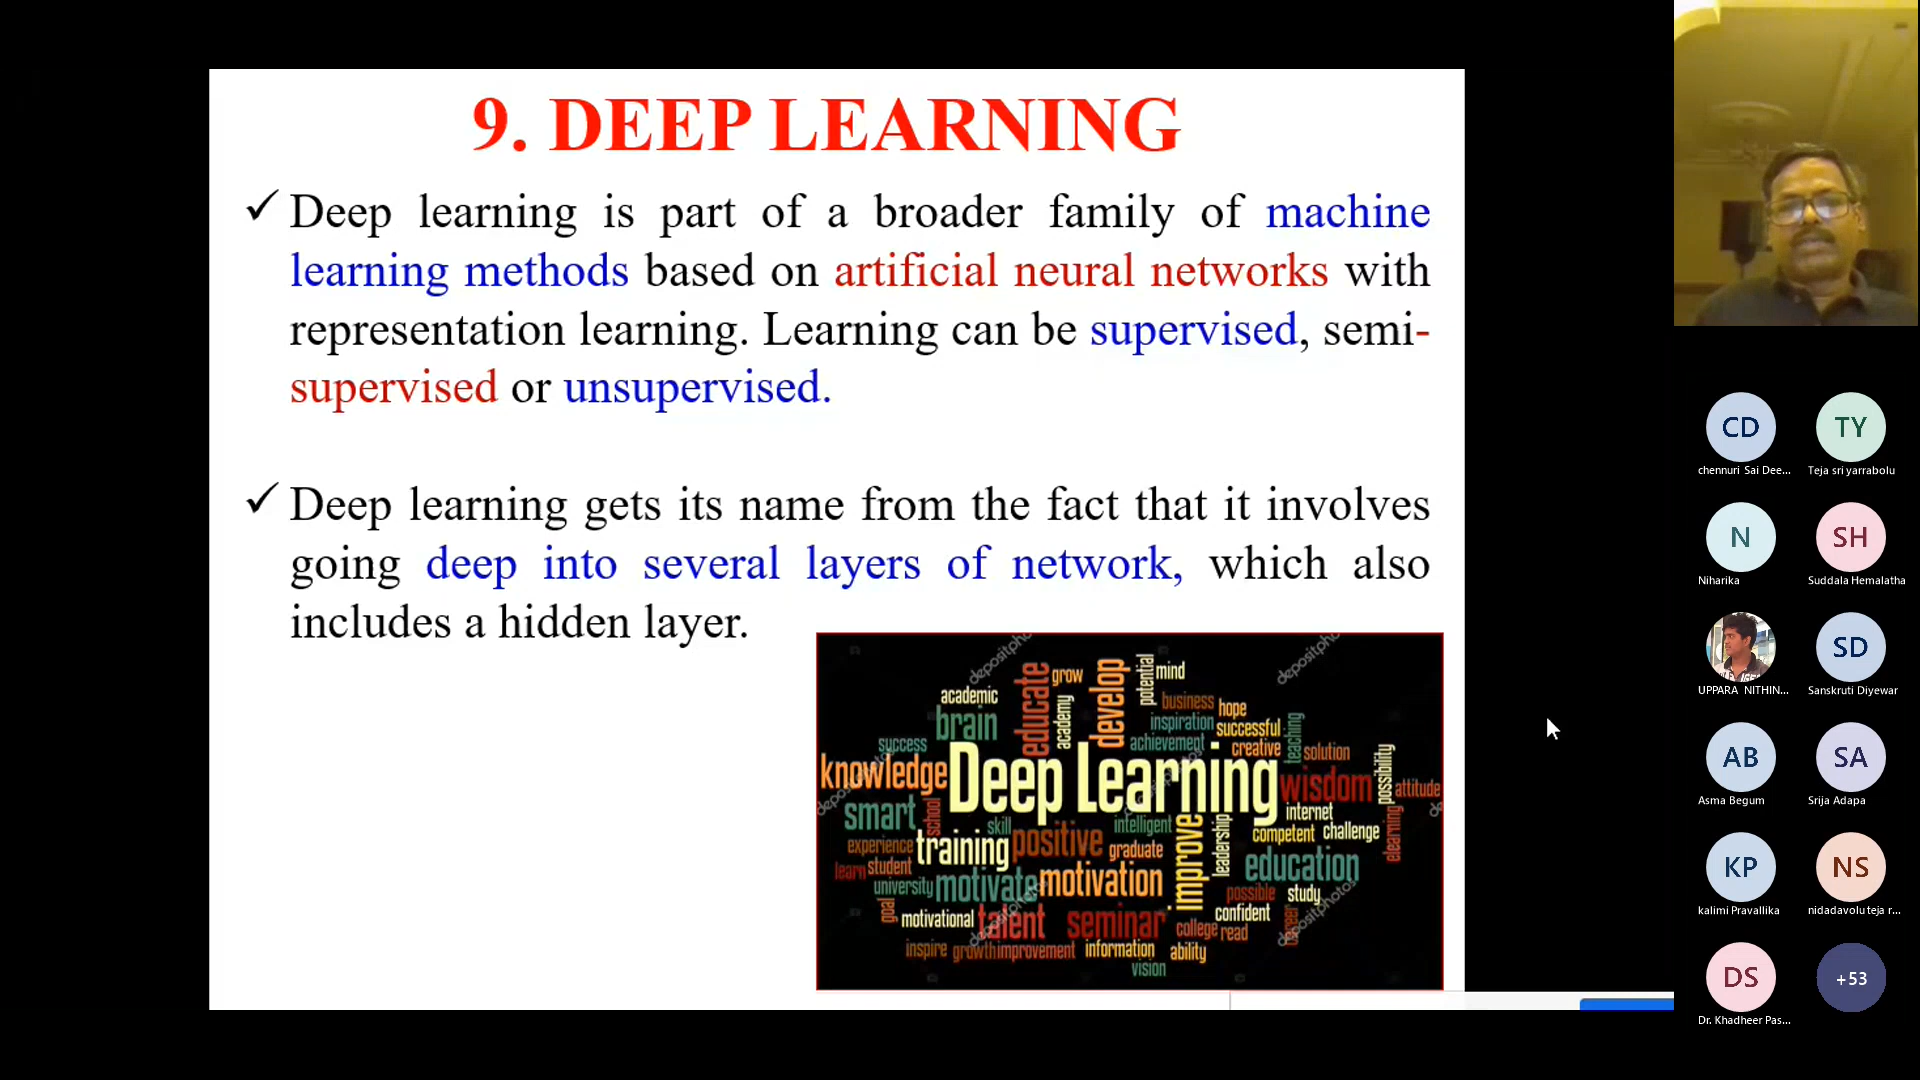 9. DEEP LEARNING
✓ Deep learning is part of a broader family of machine
learning methods based on artificial neural networks with
representation learning. Learning can be supervised, semi-
supervised or unsupervised.
✓ Deep learning gets its name from the fact that it involves
going deep into several layers of network, which also
includes a hidden layer.
academic
brain
educate
grow
academy
develop
potential
mind
business
hope
inspiration
successful
achievement
creative
teaching
solution
success
knowledge
Deep Learning
wisdom
possibility
attitude
smart
school
skill
intelligent
internet
competent
challenge
elearning
experience
training
positive
graduate
improve
leadership
education
learn
student
university
motivate
motivation
possible
study
goal
motivational
talent
seminar
confident
career
college
read
inspire
growth
improvement
information
ability
vision
depositphotos
CD
chennuri Sai Dee...
TY
Teja sri yarrabolu
N
Niharika
SH
Suddala Hemalatha
UPPARA NITHIN...
SD
Sanskruti Diyewar
AB
Asma Begum
SA
Srija Adapa
KP
kalimi Pravallika
NS
nidadavolu teja r...
DS
Dr. Khadheer Pas...
+53